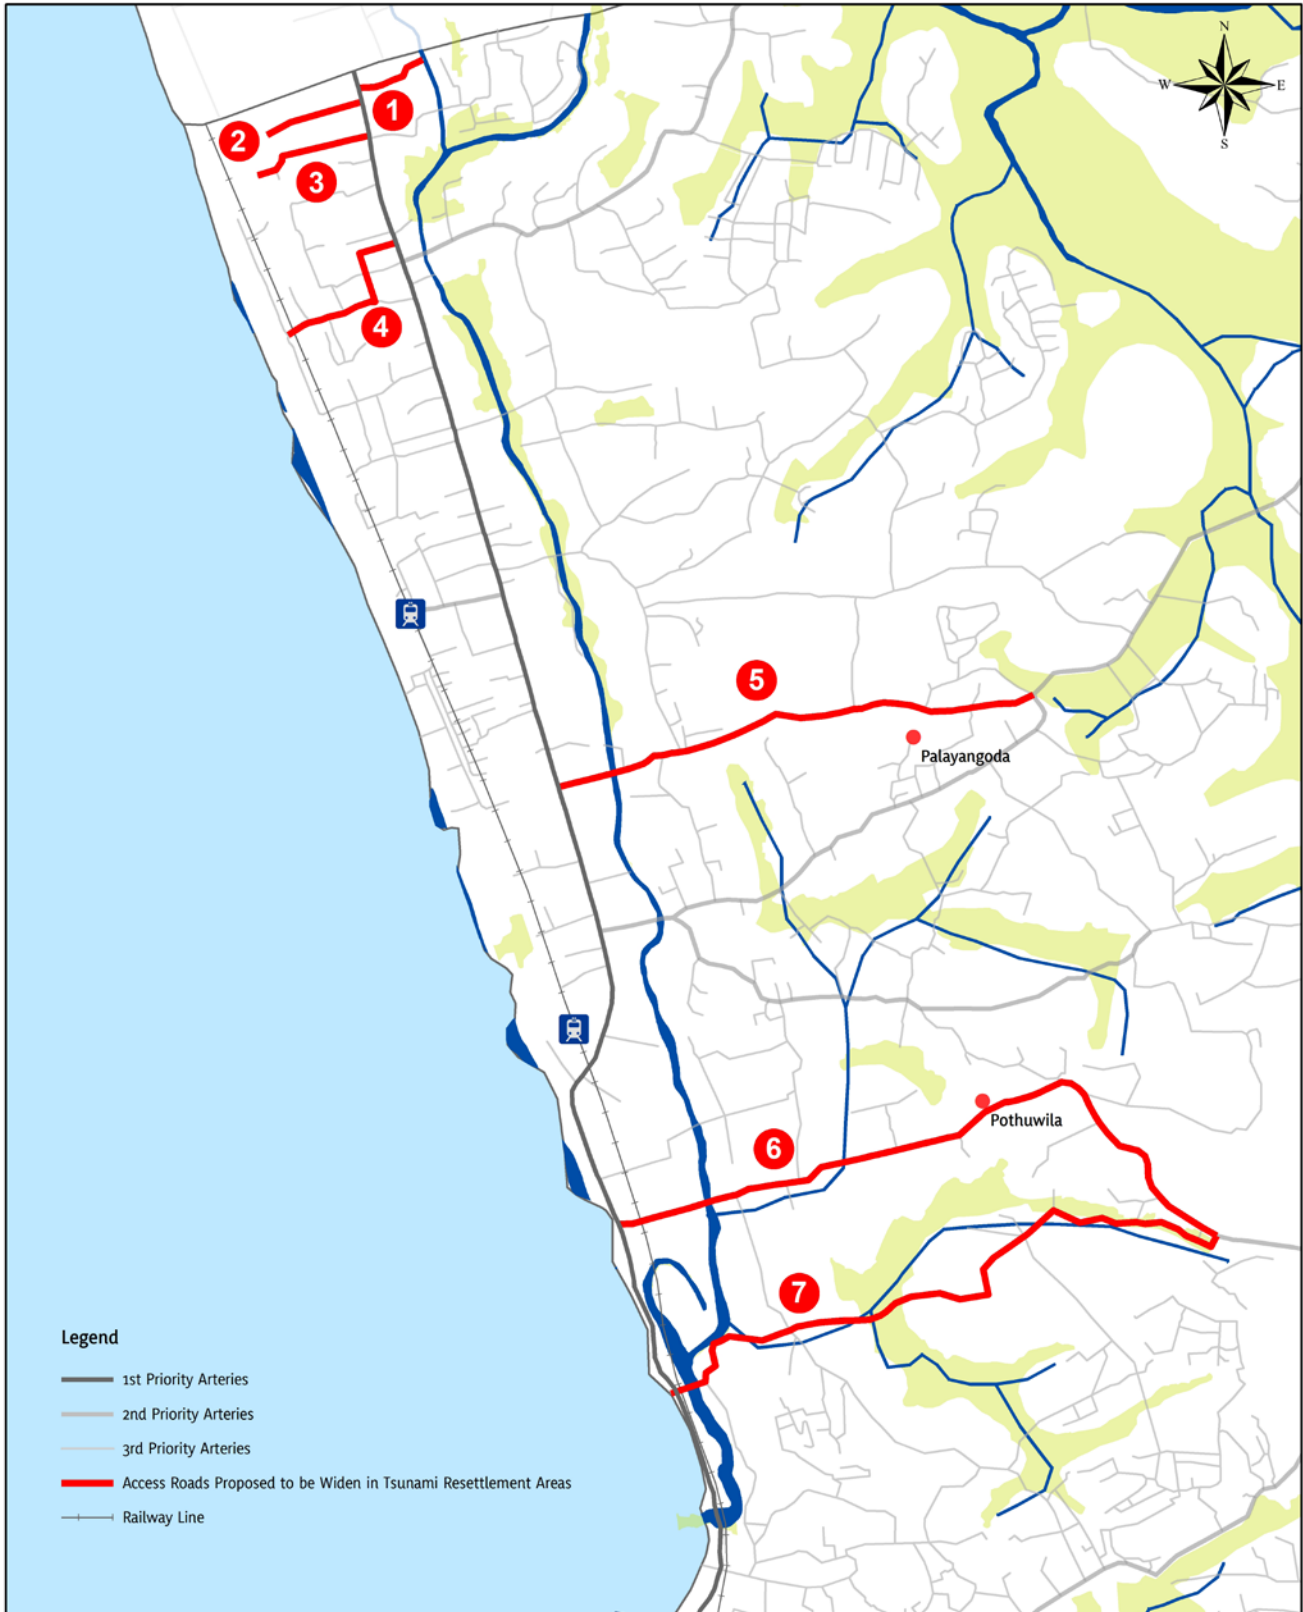 N
W
E
S
1
2
3
4
5
Palayangoda
Pothuwila
6
7
Legend
1st Priority Arteries
2nd Priority Arteries
3rd Priority Arteries
Access Roads Proposed to be Widen in Tsunami Resettlement Areas
Railway Line